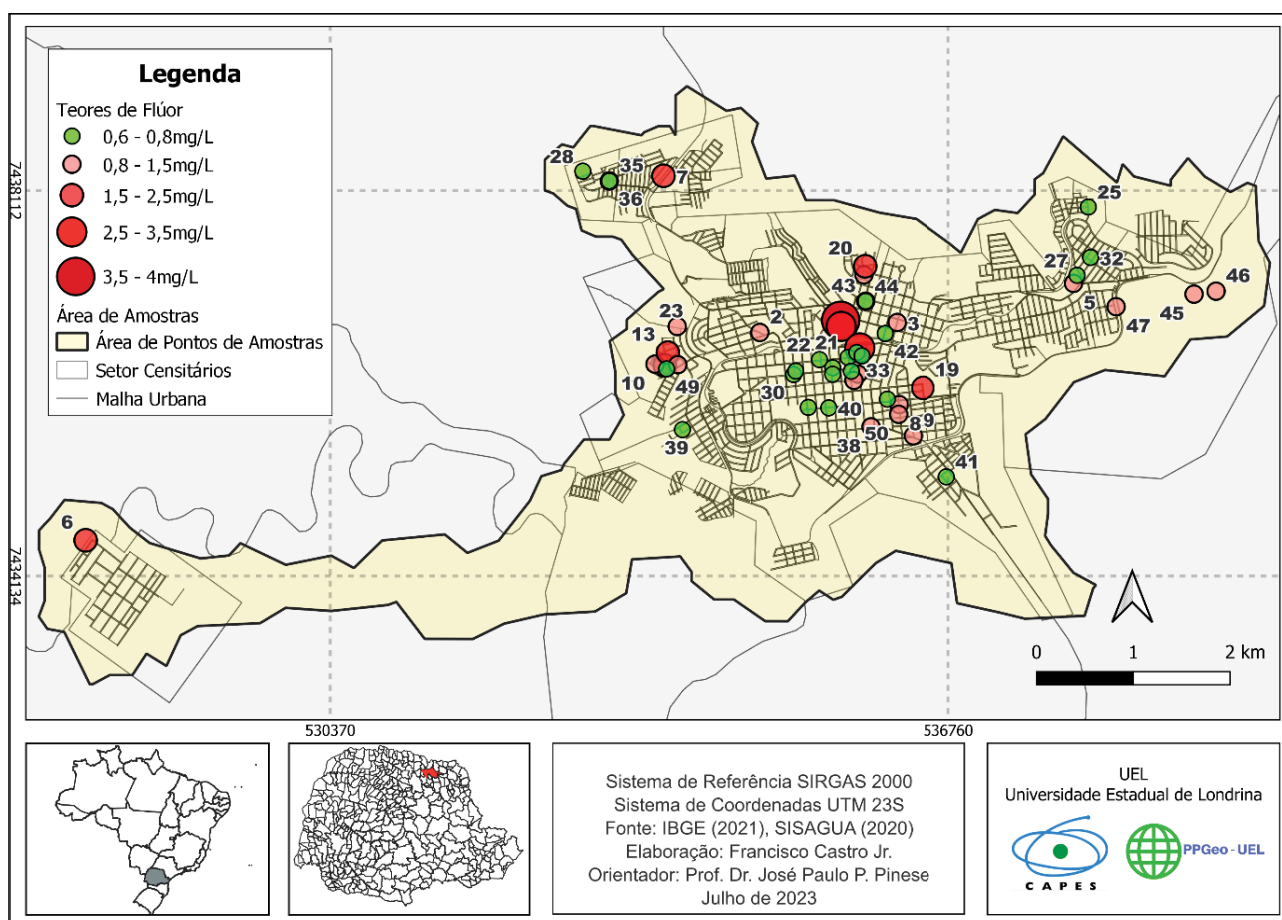 Legenda
Teores de Flúor
0,6 - 0,8mg/L
0,8 - 1,5mg/L
1,5 - 2,5mg/L
2,5 - 3,5mg/L
3,5 - 4mg/L
Área de Amostras
Área de Pontos de Amostras
Setor Censitários
Malha Urbana
7438112
7434134
28
35
7
36
25
20
27
32
43
44
46
45
5
47
23
2
3
13
22
21
42
10
49
33
19
30
40
39
38
50
89
41
6
0 1 2 km
530370
536760
Sistema de Referência SIRGAS 2000
Sistema de Coordenadas UTM 23S
Fonte: IBGE (2021), SISAGUA (2020)
Elaboração: Francisco Castro Jr.
Orientador: Prof. Dr. José Paulo P. Pinese
Julho de 2023
UEL
Universidade Estadual de Londrina
CAPES
PPGeo-UEL